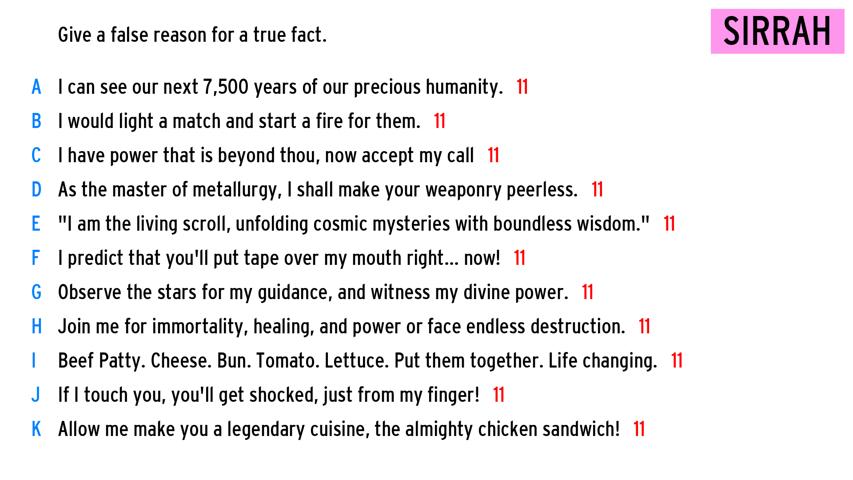 Give a false reason for a true fact.
SIRRAH
A I can see our next 7,500 years of our precious humanity. 11
B I would light a match and start a fire for them. 11
C I have power that is beyond thou, now accept my call 11
D As the master of metallurgy, I shall make your weaponry peerless. 11
E "I am the living scroll, unfolding cosmic mysteries with boundless wisdom." 11
F I predict that you'll put tape over my mouth right... now! 11
G Observe the stars for my guidance, and witness my divine power. 11
H Join me for immortality, healing, and power or face endless destruction. 11
I Beef Patty. Cheese. Bun. Tomato. Lettuce. Put them together. Life changing. 11
J If I touch you, you'll get shocked, just from my finger! 11
K Allow me make you a legendary cuisine, the almighty chicken sandwich! 11